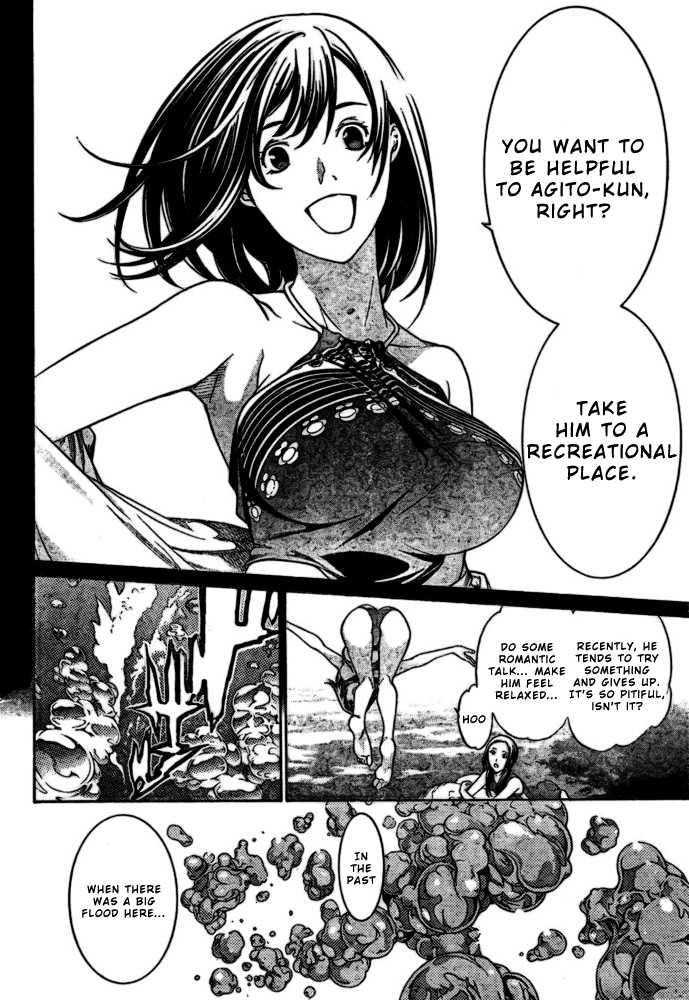 YOU WANT TO
BE HELPFUL
TO AGITO-KUN,
RIGHT?
TAKE
HIM TO A
RECREATIONAL
PLACE.
RECENTLY, HE
TENDS TO TRY
SOMETHING
AND GIVES UP.
IT'S SO PITIFUL,
ISN'T IT?
DO SOME
ROMANTIC
TALK... MAKE
HIM FEEL
RELAXED...
HOO
IN
THE
PAST
WHEN THERE
WAS A BIG
FLOOD HERE...